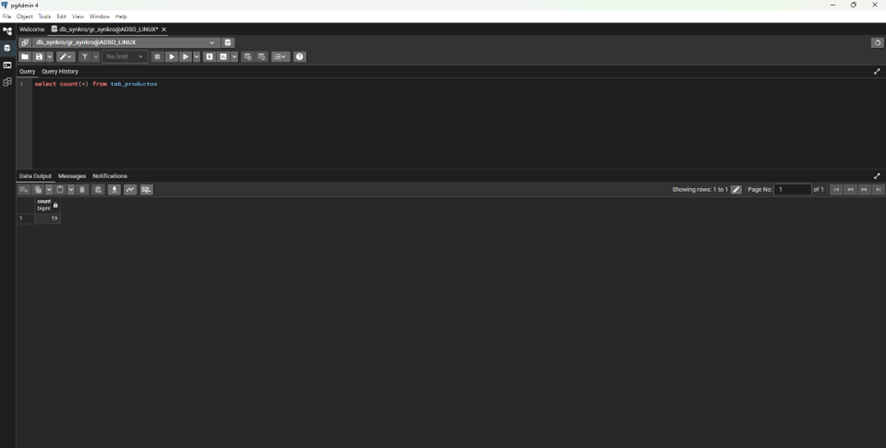 pgAdmin 4
File Object Tools Edit View Window Help
Welcome db_synkro/gr_synkro@ADSO_LINUX*
db_synkro/gr_synkro@ADSO_LINUX
No limit
Query Query History
1 select count(*) from tab_productos
Data Output Messages Notifications
SQL Showing rows: 1 to 1 Page No: 1 of 1
count
bigint
1 19